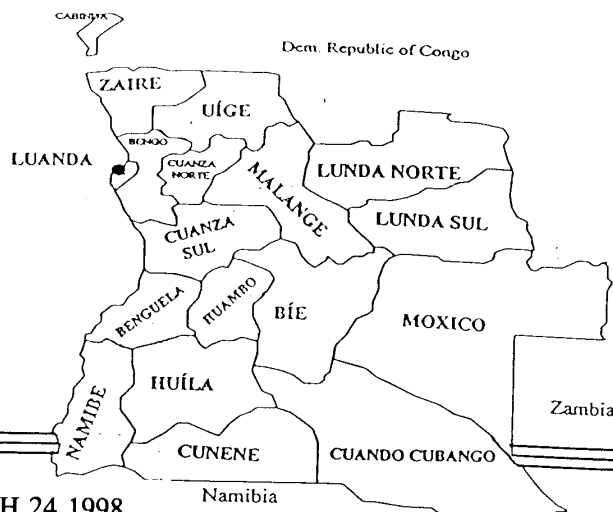 CABINDA
Dem. Republic of Congo
ZAIRE
UÍGE
BENGO
LUANDA
CUANZA
NORTE
MALANGE
LUNDA NORTE
LUNDA SUL
CUANZA
SUL
BENGUELA
HUAMBO
BÍE
MOXICO
HUÍLA
NAMIBE
Zambia
CUNENE
CUANDO CUBANGO
Namibia
H 24 1998